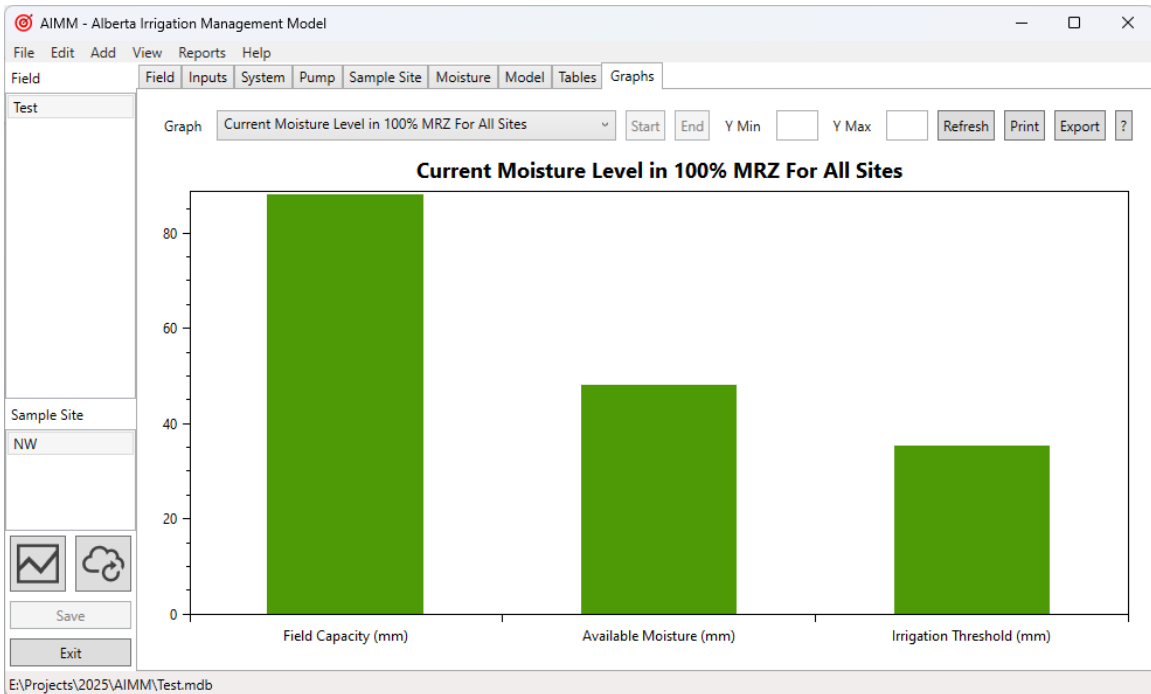 AIMM - Alberta Irrigation Management Model
File Edit Add View Reports Help
Field
Field Inputs System Pump Sample Site Moisture Model Tables Graphs
Test
Graph Current Moisture Level in 100% MRZ For All Sites Start End Y Min Y Max Refresh Print Export ?
Current Moisture Level in 100% MRZ For All Sites
80
60
40
20
0
Field Capacity (mm) Available Moisture (mm) Irrigation Threshold (mm)
Sample Site
NW
Save
Exit
E:\Projects\2025\AIMM\Test.mdb